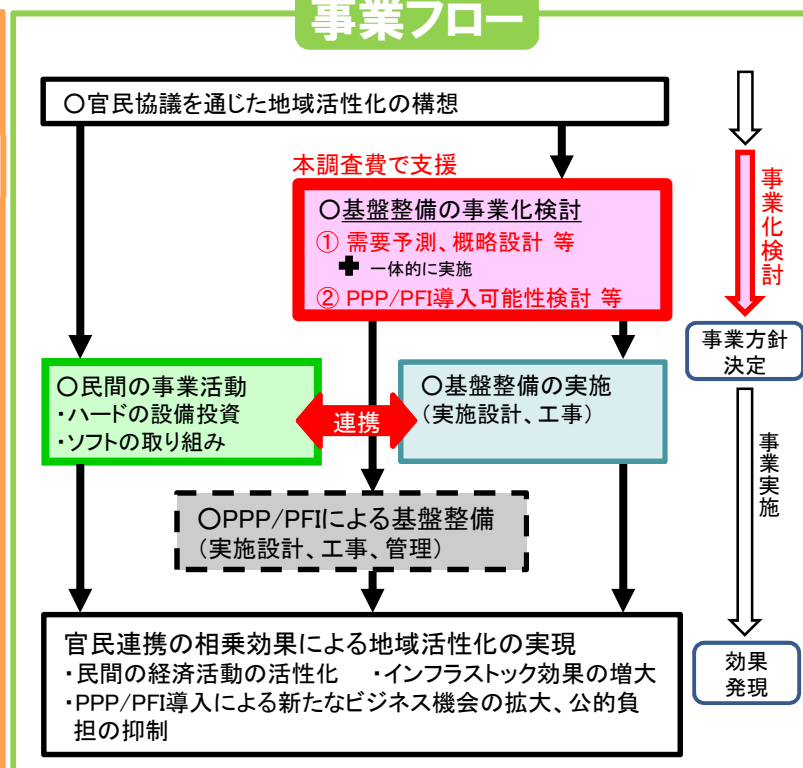 事業フロー
○官民協議を通じた地域活性化の構想
本調査費で支援
○基盤整備の事業化検討
① 需要予測、概略設計 等
✚ 一体的に実施
② PPP/PFI導入可能性検討 等
事業化検討
事業方針
決定
○民間の事業活動
・ハードの設備投資
・ソフトの取り組み
連携
○基盤整備の実施
(実施設計、工事)
事業実施
○PPP/PFIによる基盤整備
(実施設計、工事、管理)
官民連携の相乗効果による地域活性化の実現
・民間の経済活動の活性化 ・インフラストック効果の増大
・PPP/PFI導入による新たなビジネス機会の拡大、公的負
担の抑制
効果
発現